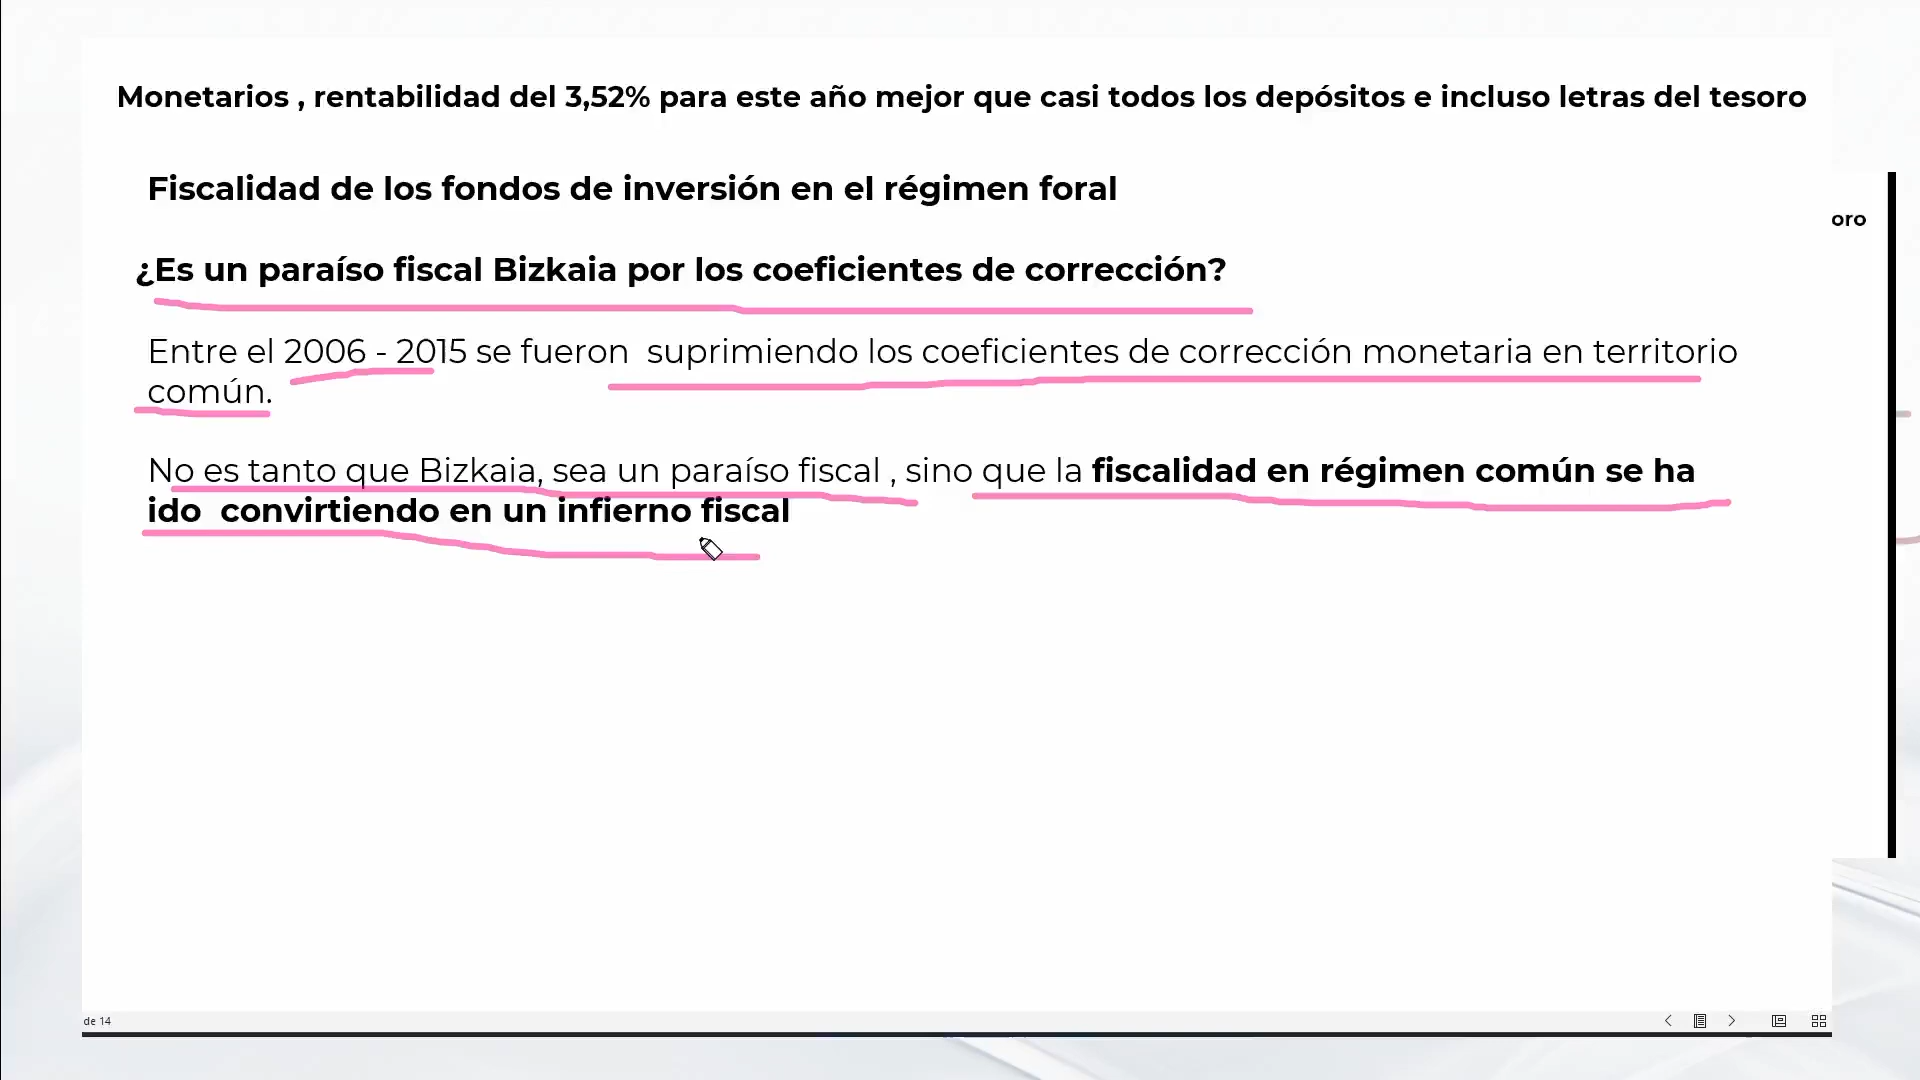 Monetarios , rentabilidad del 3,52% para este año mejor que casi todos los depósitos e incluso letras del tesoro
Fiscalidad de los fondos de inversión en el régimen foral
oro
¿Es un paraíso fiscal Bizkaia por los coeficientes de corrección?
Entre el 2006 - 2015 se fueron  suprimiendo los coeficientes de corrección monetaria en territorio
común.
No es tanto que Bizkaia, sea un paraíso fiscal , sino que la fiscalidad en régimen común se ha
ido  convirtiendo en un infierno fiscal
de 14